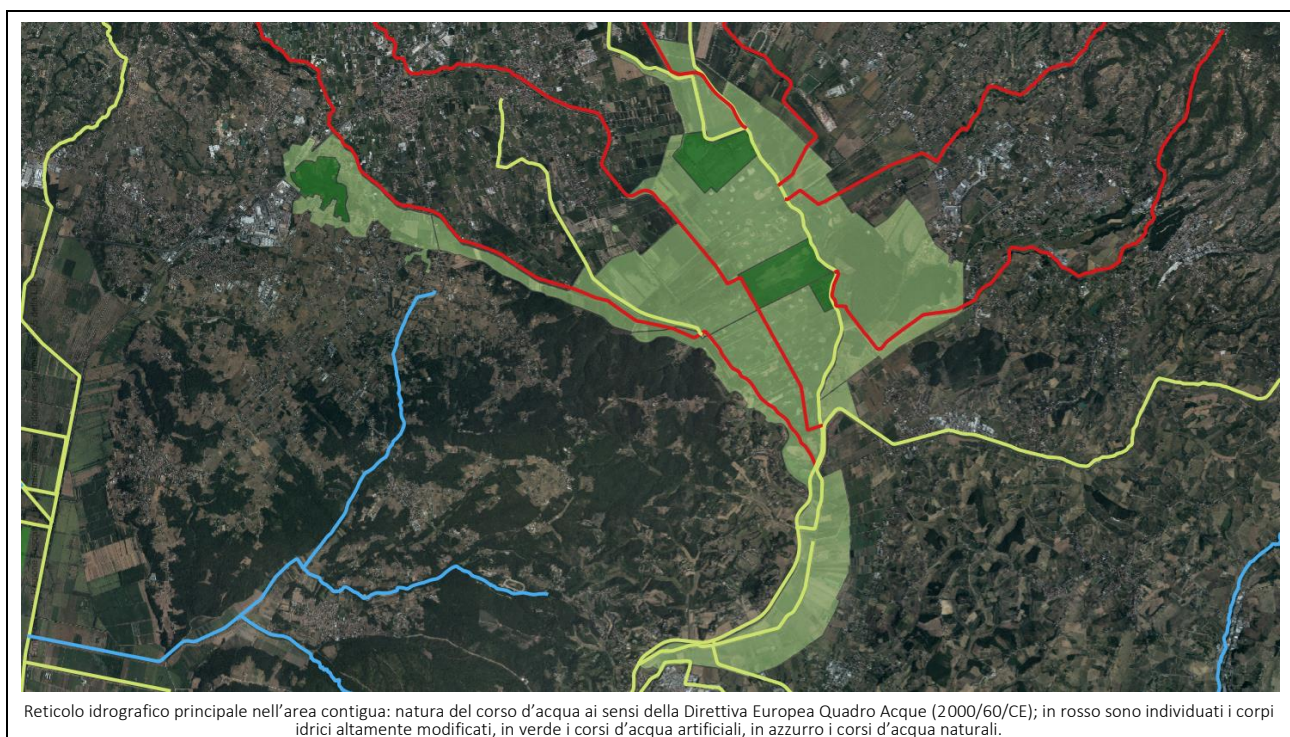 Reticolo idrografico principale nell'area contigua: natura del corso d'acqua ai sensi della Direttiva Europea Quadro Acque (2000/60/CE); in rosso sono individuati i corpi
idrici altamente modificati, in verde i corsi d'acqua artificiali, in azzurro i corsi d'acqua naturali.